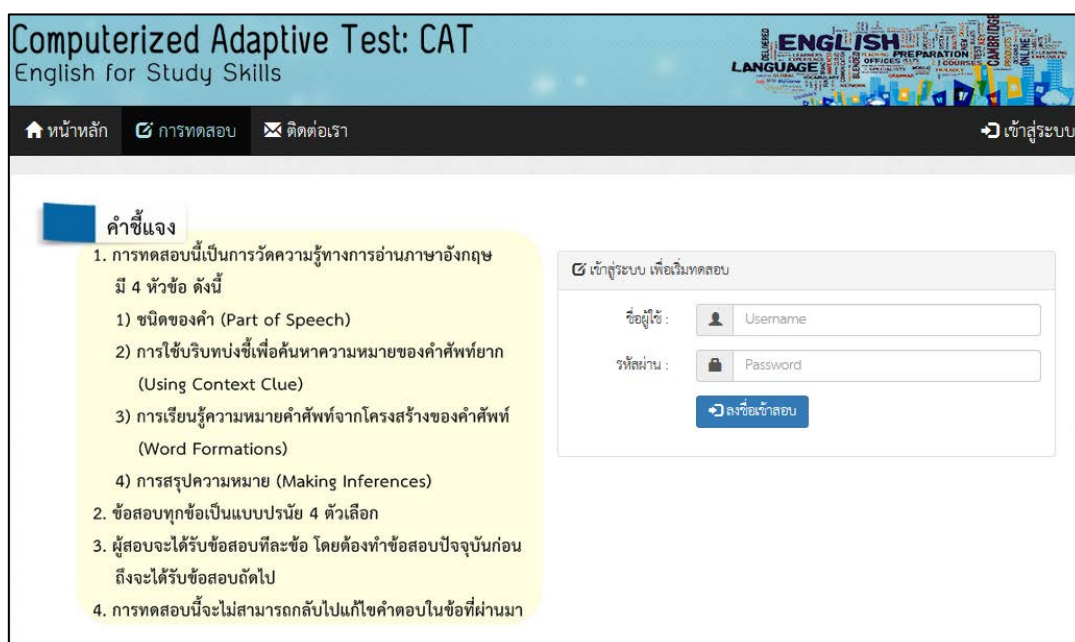 Computerized Adaptive Test: CAT
English for Study Skills
ENGLISH
LANGUAGE
PREPARATION
COURSES
CAMBRIDGE
หน้าหลัก การทดสอบ ติดต่อเรา เข้าสู่ระบบ
คำชี้แจง
1. การทดสอบนี้เป็นการวัดความรู้ทางการอ่านภาษาอังกฤษ
มี 4 หัวข้อ ดังนี้
1) ชนิดของคำ (Part of Speech)
2) การใช้บริบทบ่งชี้เพื่อค้นหาความหมายของคำศัพท์ยาก
(Using Context Clue)
3) การเรียนรู้ความหมายคำศัพท์จากโครงสร้างของคำศัพท์
(Word Formations)
4) การสรุปความหมาย (Making Inferences)
2. ข้อสอบทุกข้อเป็นแบบปรนัย 4 ตัวเลือก
3. ผู้สอบจะได้รับข้อสอบทีละข้อ โดยต้องทำข้อสอบปัจจุบันก่อน
ถึงจะได้รับข้อสอบถัดไป
4. การทดสอบนี้จะไม่สามารถกลับไปแก้ไขคำตอบในข้อที่ผ่านมา
เข้าสู่ระบบ เพื่อเริ่มทดสอบ
ชื่อผู้ใช้ : Username
รหัสผ่าน : Password
ลงชื่อเข้าสอบ